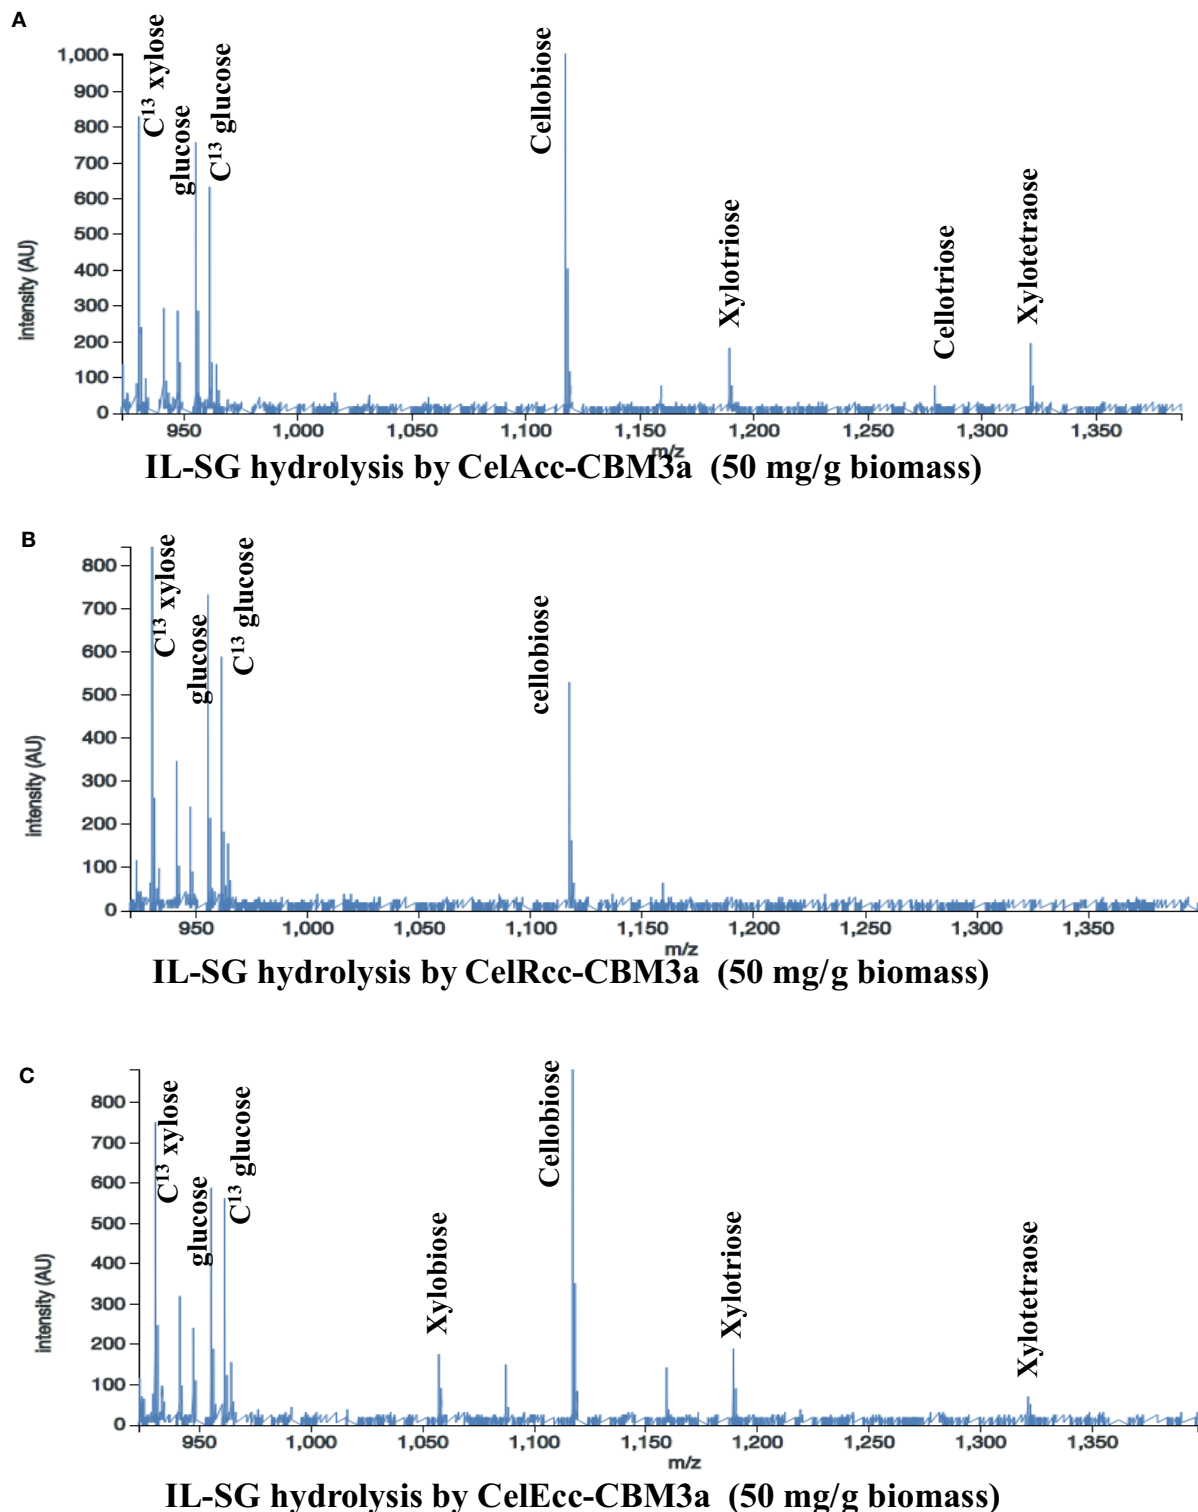 A
C13 xylose
glucose
C13 glucose
Cellobiose
Xylotriose
Cellotriose
Xylotetraose
intensity (AU)
1,000
900
800
700
600
500
400
300
200
100
0
950 1,000 1,050 1,100 1,150 1,200 1,250 1,300 1,350
m/z
IL-SG hydrolysis by CelAcc-CBM3a (50 mg/g biomass)
B
C13 xylose
glucose
C13 glucose
cellobiose
intensity (AU)
800
700
600
500
400
300
200
100
0
950 1,000 1,050 1,100 1,150 1,200 1,250 1,300 1,350
m/z
IL-SG hydrolysis by CelRcc-CBM3a (50 mg/g biomass)
C
C13 xylose
glucose
C13 glucose
Xylobiose
Cellobiose
Xylotriose
Xylotetraose
intensity (AU)
800
700
600
500
400
300
200
100
0
950 1,000 1,050 1,100 1,150 1,200 1,250 1,300 1,350
m/z
IL-SG hydrolysis by CelEcc-CBM3a (50 mg/g biomass)